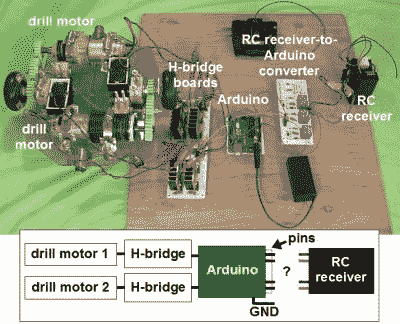 drill motor
RC receiver-to-
Arduino
converter
H-bridge
boards
Arduino
RC
receiver
drill
motor
pins
drill motor 1
H-bridge
Arduino
?
RC
receiver
drill motor 2
H-bridge
GND